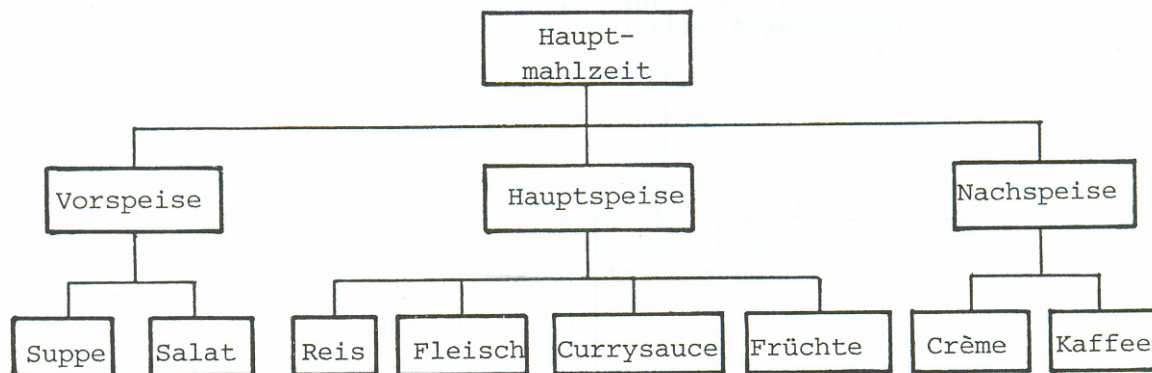 Haupt-
mahlzeit
Vorspeise
Hauptspeise
Nachspeise
Suppe
Salat
Reis
Fleisch
Currysauce
Früchte
Crème
Kaffee